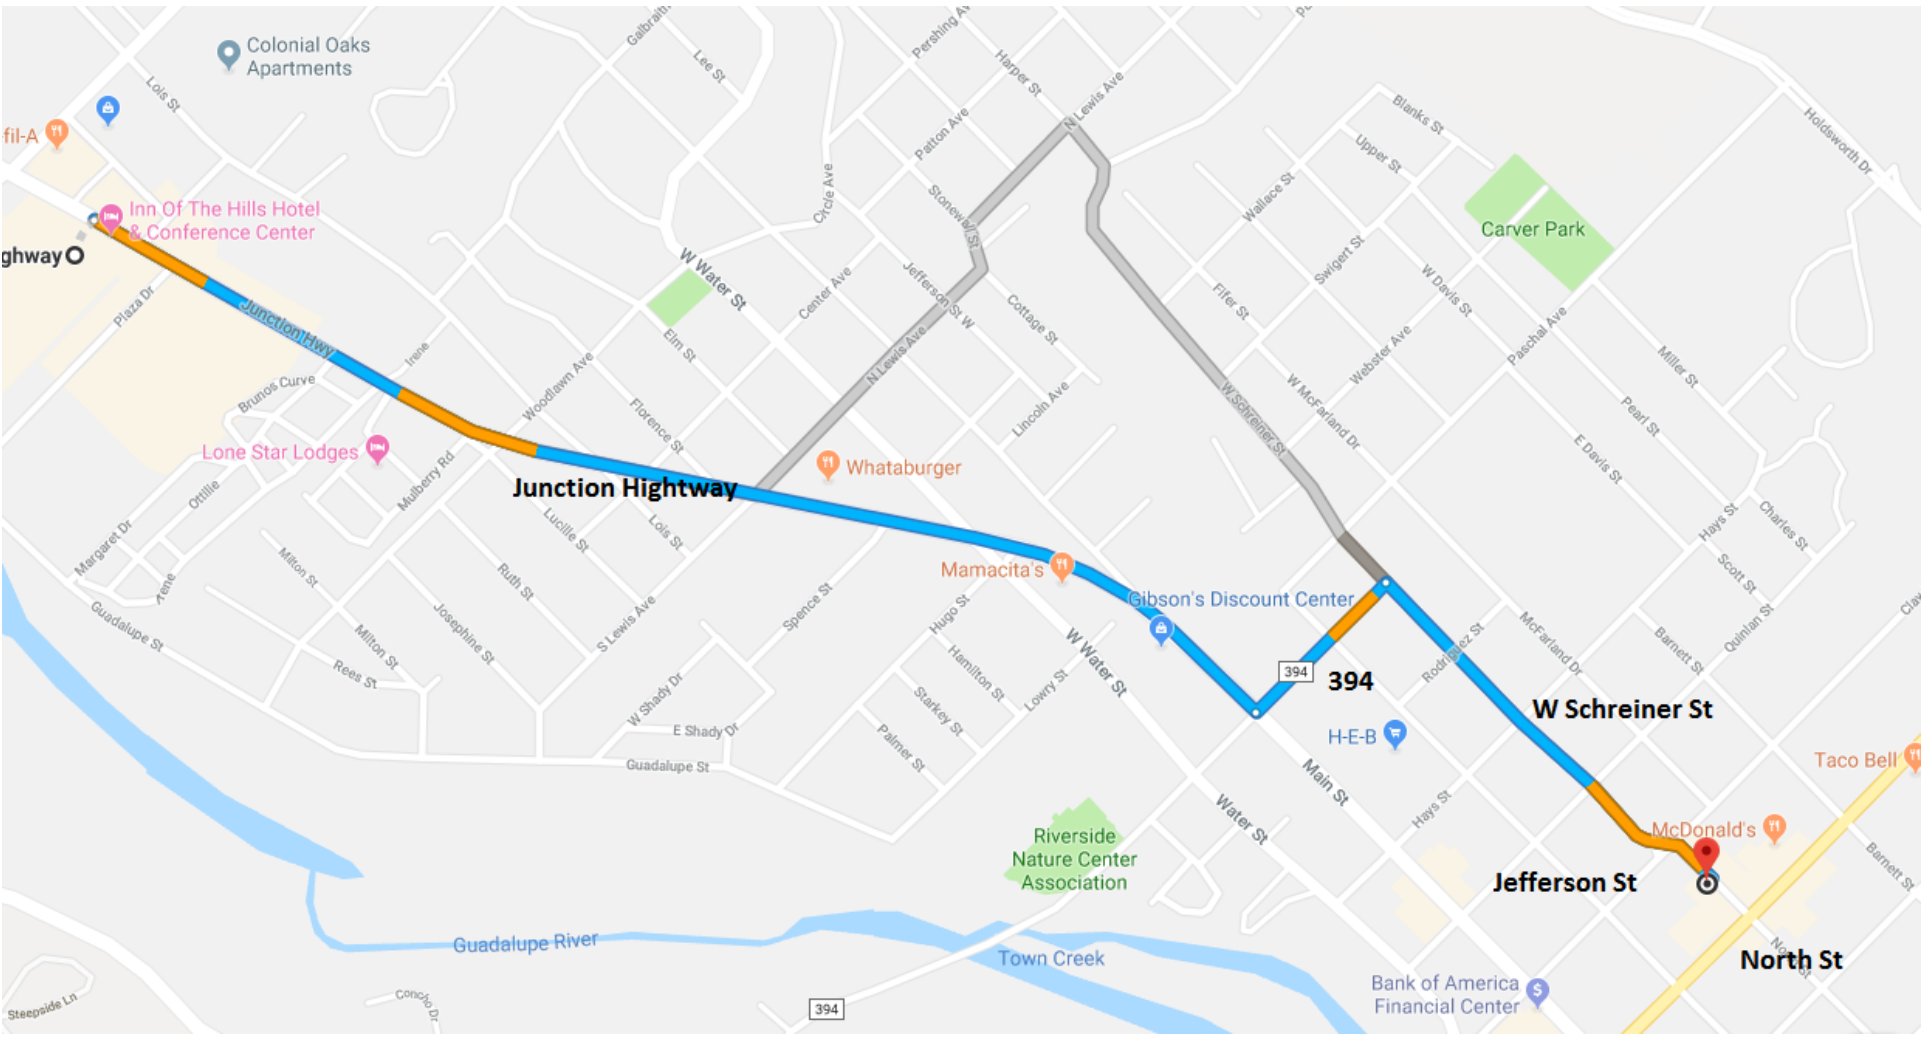 Colonial Oaks
Apartments
Lois St
fil-A
Inn Of The Hills Hotel
& Conference Center
ghway
Plaza Dr
Junction Hwy
Galbraith
Lee St
Pershing Av
Harper St
N Lewis Ave
Patton Ave
Circle Ave
Stonewall St
W Water St
Center Ave
Jefferson St W
Cottage St
Elm St
N Lewis Ave
Lincoln Ave
Blanks St
Upper St
Holdsworth Dr
Wallace St
Carver Park
Swigert St
W Davis St
Fifer St
Webster Ave
Paschal Ave
Miller St
W Schreiner St
W McFarland Dr
Pearl St
E Davis St
Hays St
Charles St
Scott St
Irene
Brunos Curve
Woodlawn Ave
Florence St
Lone Star Lodges
Mulberry Rd
Ottilie
Margaret Dr
Irene
Junction Hightway
Whataburger
Lucille St
Lois St
Milton St
Ruth St
Guadalupe St
Josephine St
Milton St
Rees St
S Lewis Ave
Spence St
Mamacita's
Gibson's Discount Center
Hugo St
Hamilton St
Lowry St
Starkey St
Palmer St
W Shady Dr
E Shady Dr
Guadalupe St
W Water St
394
394
Rodriguez St
McFarland Dr
Barnett St
Quinlan St
Clay
W Schreiner St
H-E-B
Main St
Water St
Hays St
Taco Bell
McDonald's
Barnett St
Jefferson St
Riverside
Nature Center
Association
North St
North St
Guadalupe River
Town Creek
Bank of America
Financial Center
$
394
Concho Dr
Steepside Ln